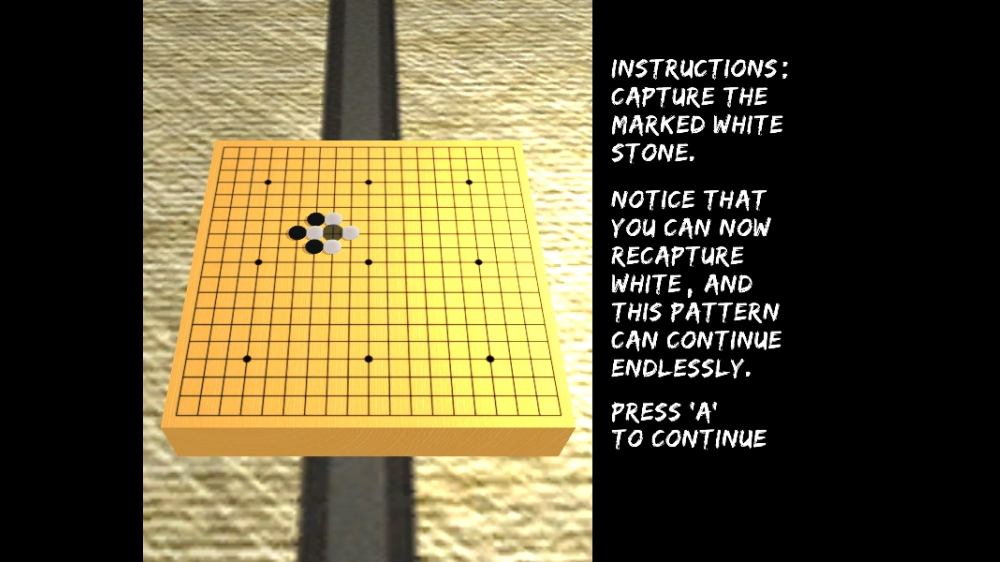 INSTRUCTIONS:
CAPTURE THE
MARKED WHITE
STONE.
NOTICE THAT
YOU CAN NOW
RECAPTURE
WHITE, AND
THIS PATTERN
CAN CONTINUE
ENDLESSLY.
PRESS 'A'
TO CONTINUE